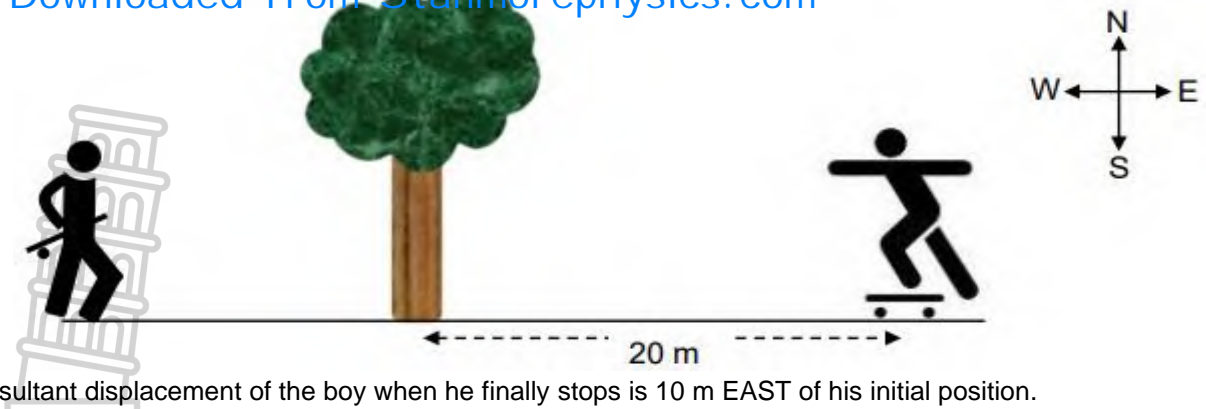 Downloaded from Stanmorephysics.com
N
W E
S
20 m
sultant displacement of the boy when he finally stops is 10 m EAST of his initial position.